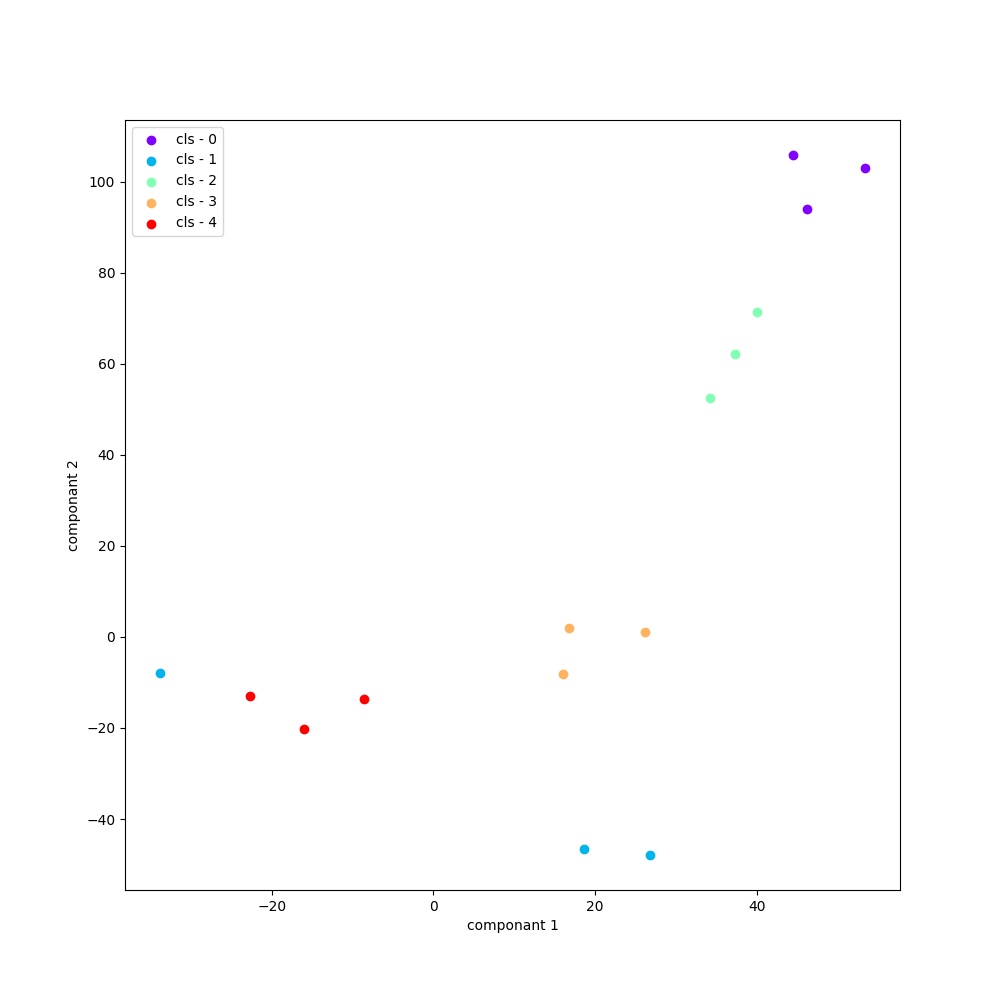 cls - 0
cls - 1
cls - 2
cls - 3
cls - 4
100
80
60
40
20
0
−20
−40
componant 2
−20 0 20 40
componant 1